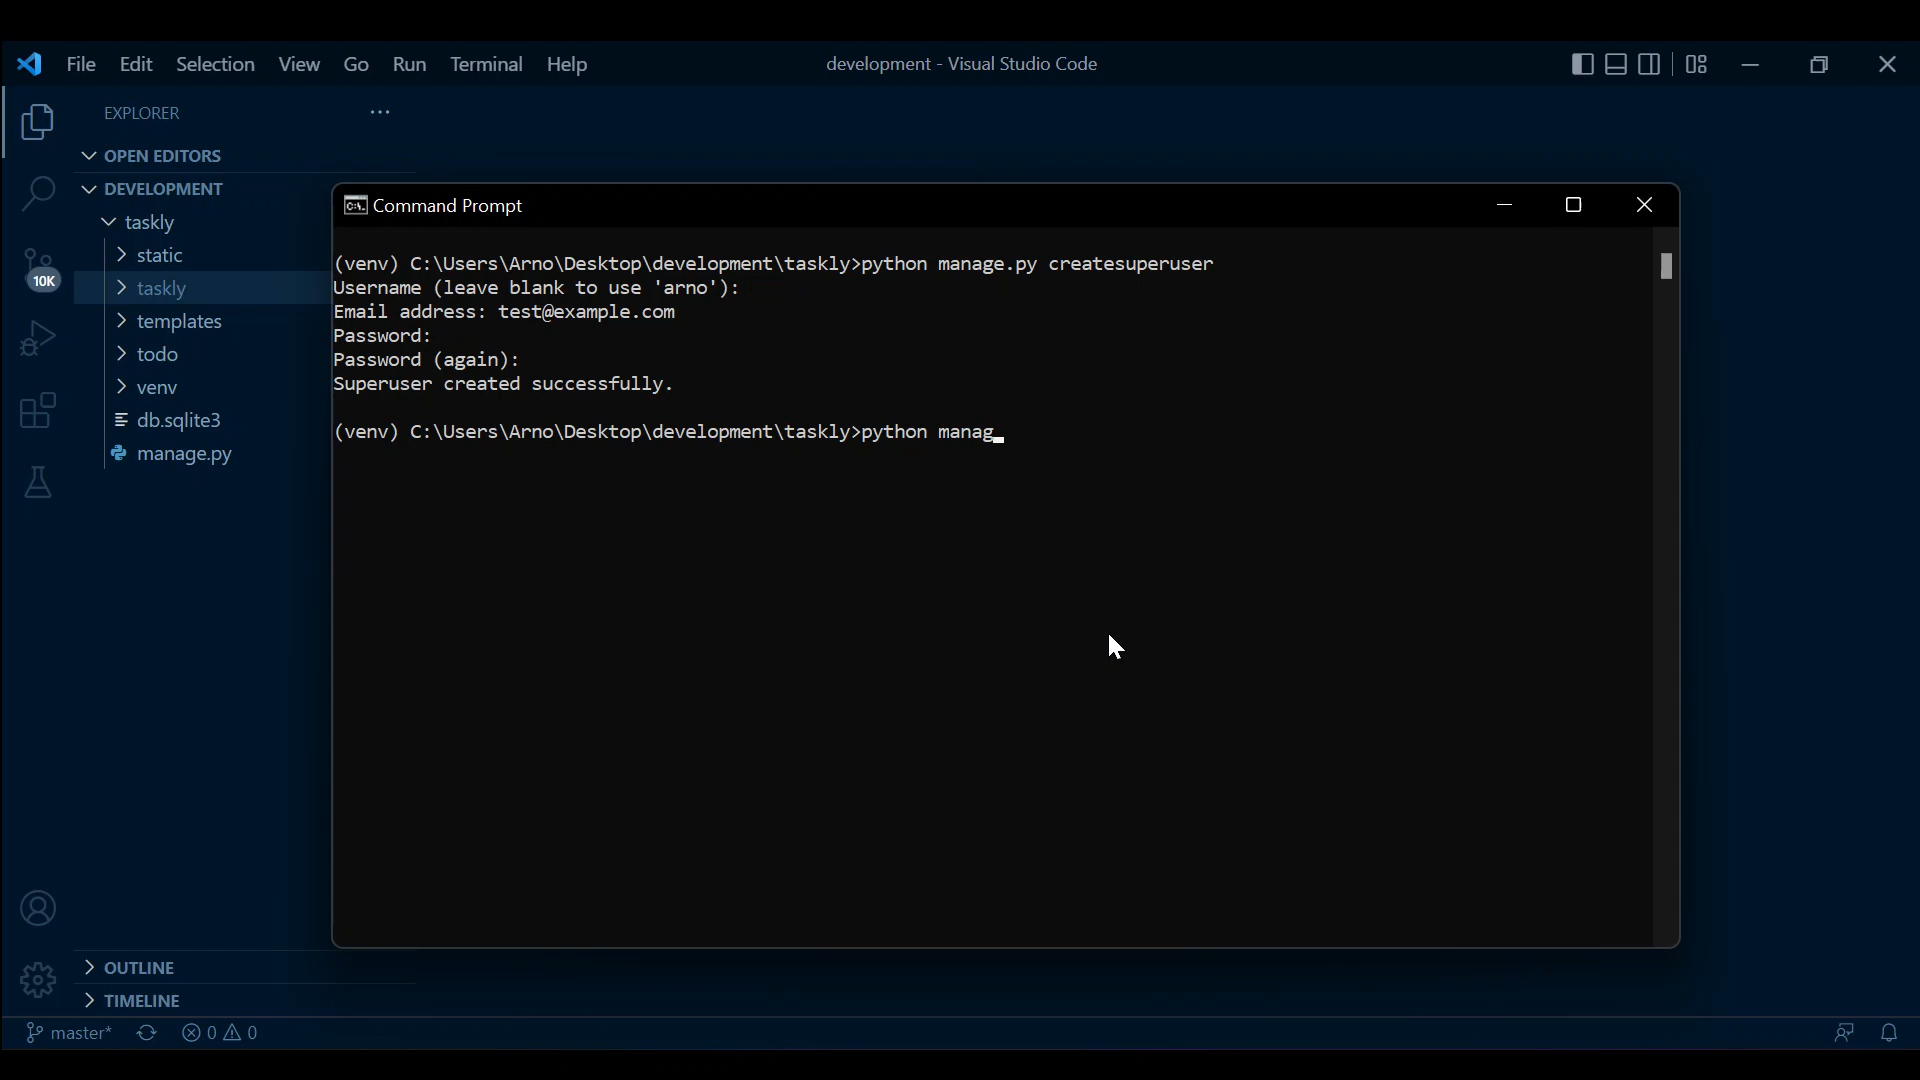 File Edit Selection View Go Run Terminal Help development - Visual Studio Code
EXPLORER
OPEN EDITORS
DEVELOPMENT
taskly
static
taskly
templates
todo
venv
db.sqlite3
manage.py
10K
Command Prompt
(venv) C:\Users\Arno\Desktop\development\taskly>python manage.py createsuperuser
Username (leave blank to use 'arno'):
Email address: test@example.com
Password:
Password (again):
Superuser created successfully.
(venv) C:\Users\Arno\Desktop\development\taskly>python manag_
OUTLINE
TIMELINE
master* 0 0